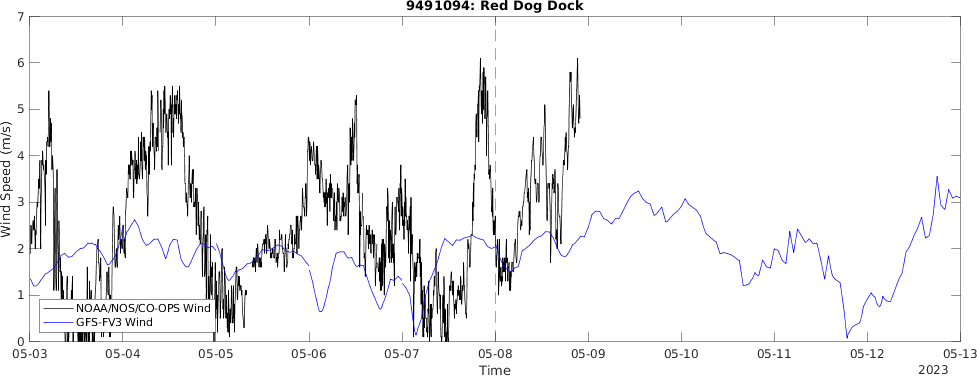 9491094: Red Dog Dock
Wind Speed (m/s)
7
6
5
4
3
2
1
0
NOAA/NOS/CO-OPS Wind
GFS-FV3 Wind
05-03 05-04 05-05 05-06 05-07 05-08 05-09 05-10 05-11 05-12 05-13
Time
2023